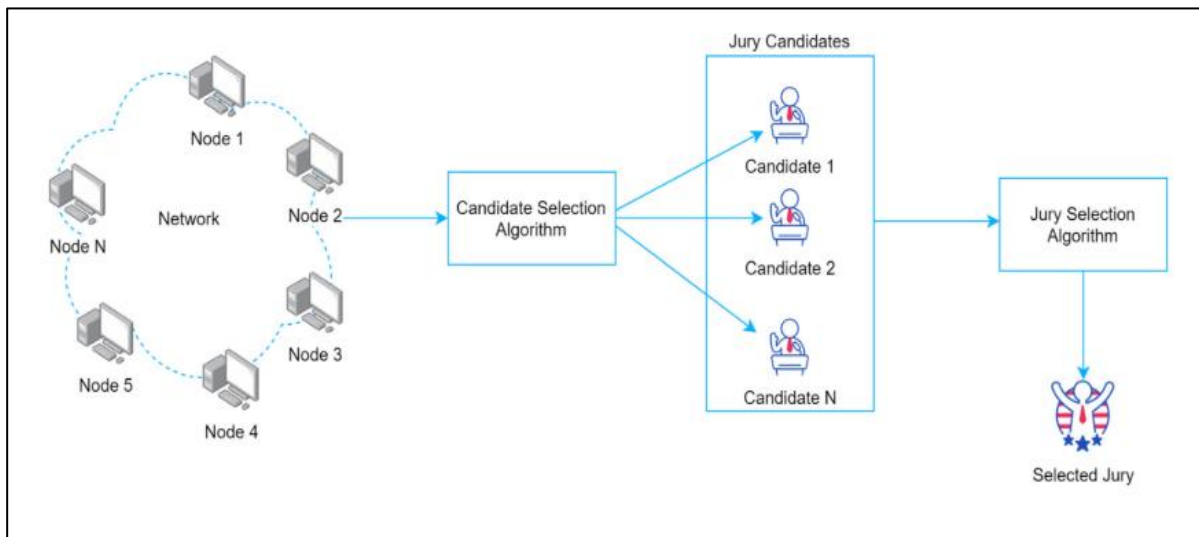 Node 1
Node 2
Node 3
Node 4
Node 5
Node N
Network
Candidate Selection
Algorithm
Jury Candidates
Candidate 1
Candidate 2
Candidate N
Jury Selection
Algorithm
Selected Jury